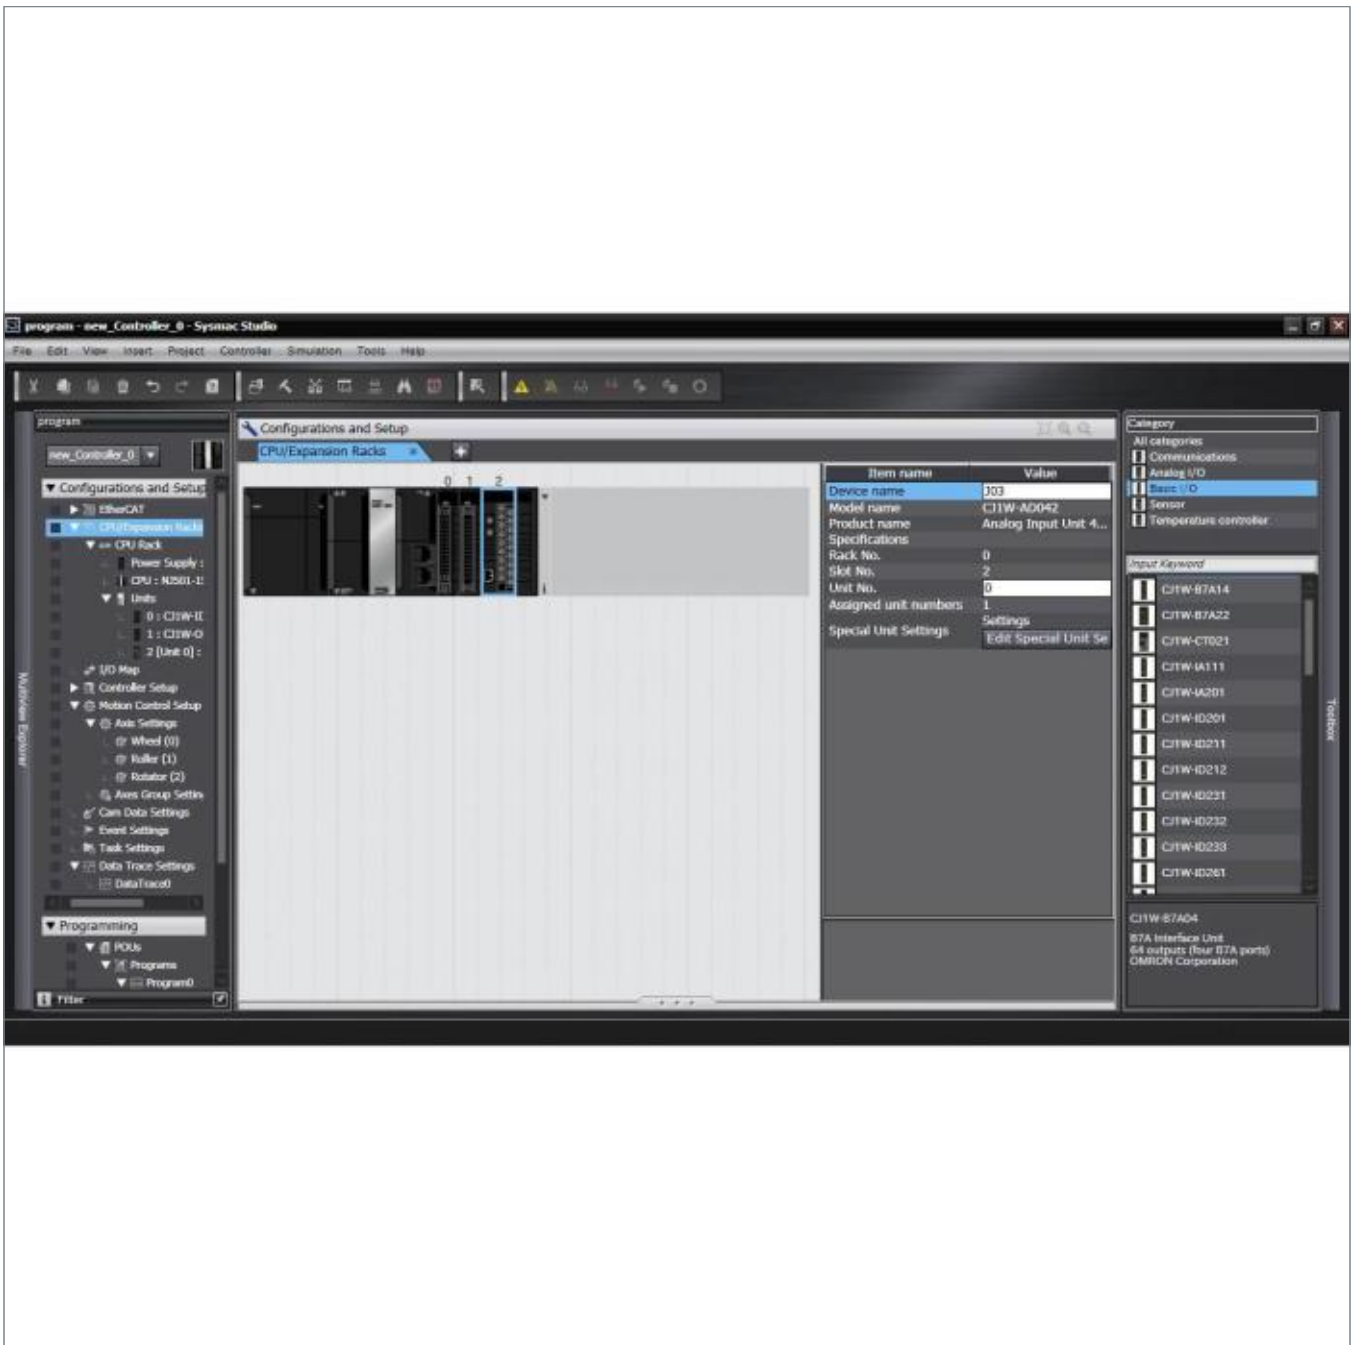 program - new_Controller_0 - Sysmac Studio
File Edit View Insert Project Controller Simulation Tools Help
program
new_Controller_0
Configurations and Setup
EtherCAT
CPU/Expansion Racks
CPU Rack
Power Supply :
CPU : NJ501-1
Units
0 : CJ1W-I
1 : CJ1W-O
2 [Unit 0] :
I/O Map
Controller Setup
Motion Control Setup
Axis Settings
Wheel (0)
Roller (1)
Rotator (2)
Axes Group Settin
Cam Data Settings
Event Settings
Task Settings
Data Trace Settings
DataTrace0
Programming
POUs
Programs
Program0
Filter
Multiview Explorer
Configurations and Setup
CPU/Expansion Racks
0 1 2
Item name Value
Device name J03
Model name CJ1W-AD042
Product name Analog Input Unit 4...
Specifications
Rack No. 0
Slot No. 2
Unit No. 0
Assigned unit numbers 1
Special Unit Settings Settings
Edit Special Unit Se
Category
All categories
Communications
Analog I/O
Basic I/O
Sensor
Temperature controller
Input Keyword
CJ1W-B7A14
CJ1W-B7A22
CJ1W-CT021
CJ1W-IA111
CJ1W-IA201
CJ1W-ID201
CJ1W-ID211
CJ1W-ID212
CJ1W-ID231
CJ1W-ID232
CJ1W-ID233
CJ1W-ID261
CJ1W-B7A04
B7A Interface Unit
64 outputs (four B7A ports)
OMRON Corporation
Toolbox